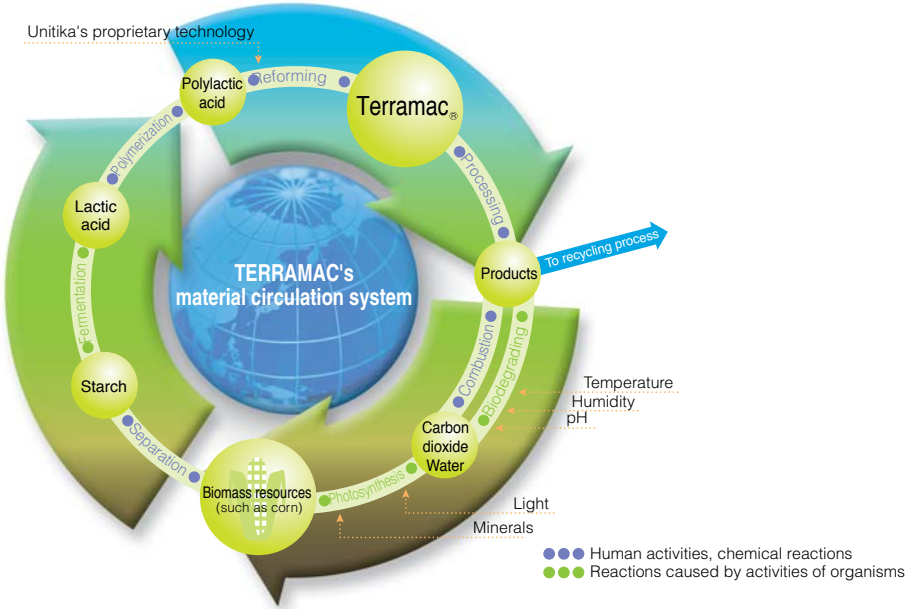 Unitika's proprietary technology
Polylactic
acid
Reforming
Terramac®
Polymerization
Processing
Lactic
acid
To recycling process
TERRAMAC's
material circulation system
Products
Fermentation
Combustion
Biodegrading
Starch
Temperature
Humidity
pH
Carbon
dioxide
Water
Separation
Photosynthesis
Biomass resources
(such as corn)
Light
Minerals
Human activities, chemical reactions
Reactions caused by activities of organisms